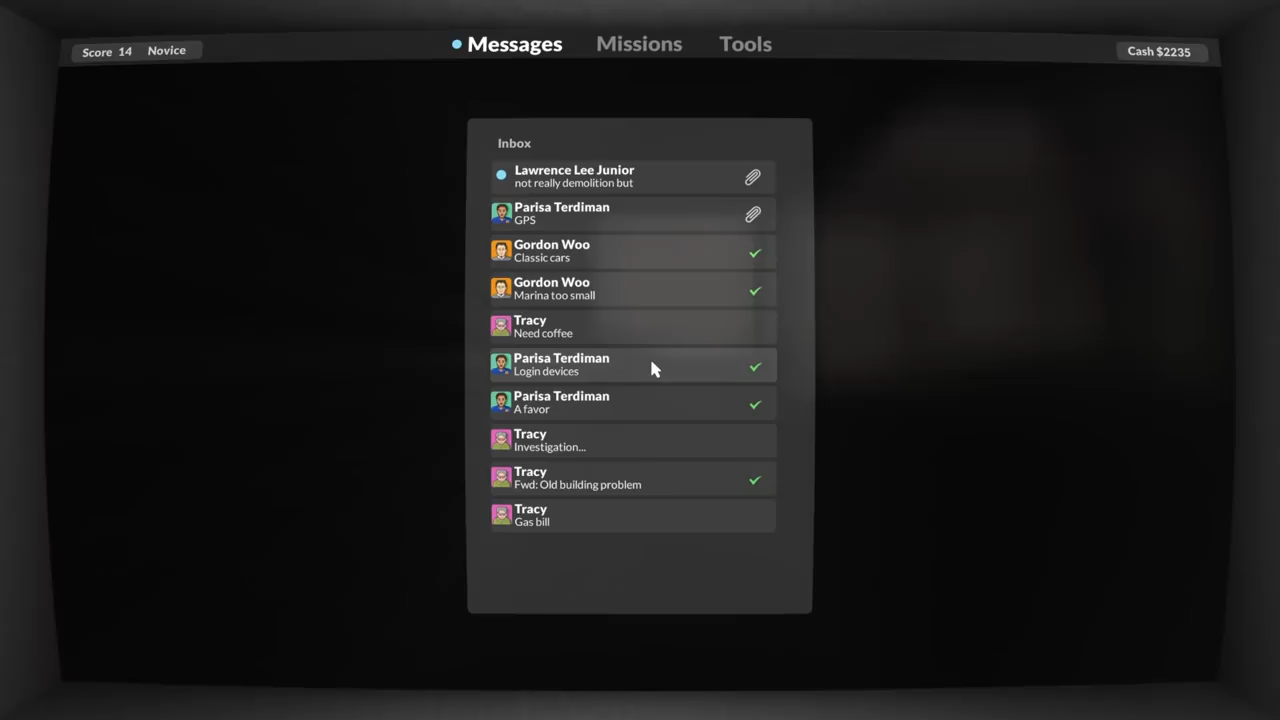 Score 14 Novice
Messages Missions Tools
Cash $2235
Inbox
Lawrence Lee Junior
not really demolition but
Parisa Terdiman
GPS
Gordon Woo
Classic cars
Gordon Woo
Marina too small
Tracy
Need coffee
Parisa Terdiman
Login devices
Parisa Terdiman
A favor
Tracy
Investigation...
Tracy
Fwd: Old building problem
Tracy
Gas bill